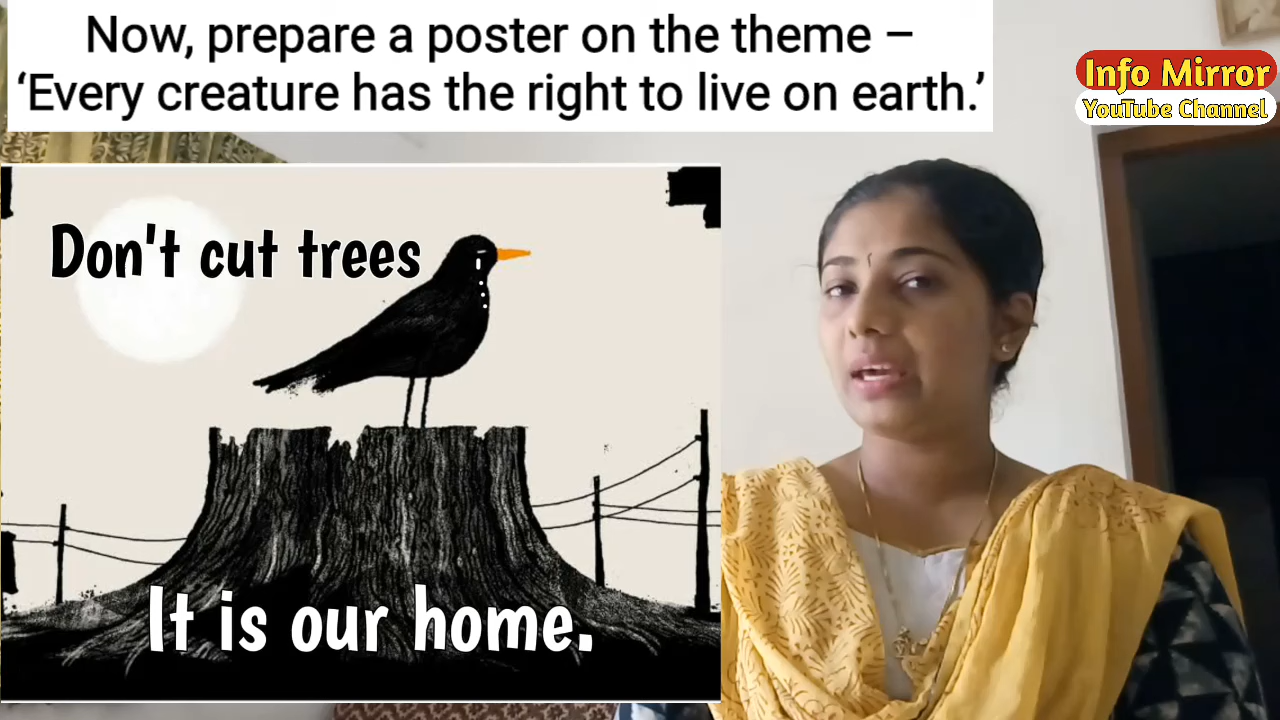 Now, prepare a poster on the theme –
‘Every creature has the right to live on earth.’
Info Mirror
YouTube Channel
Don't cut trees
It is our home.